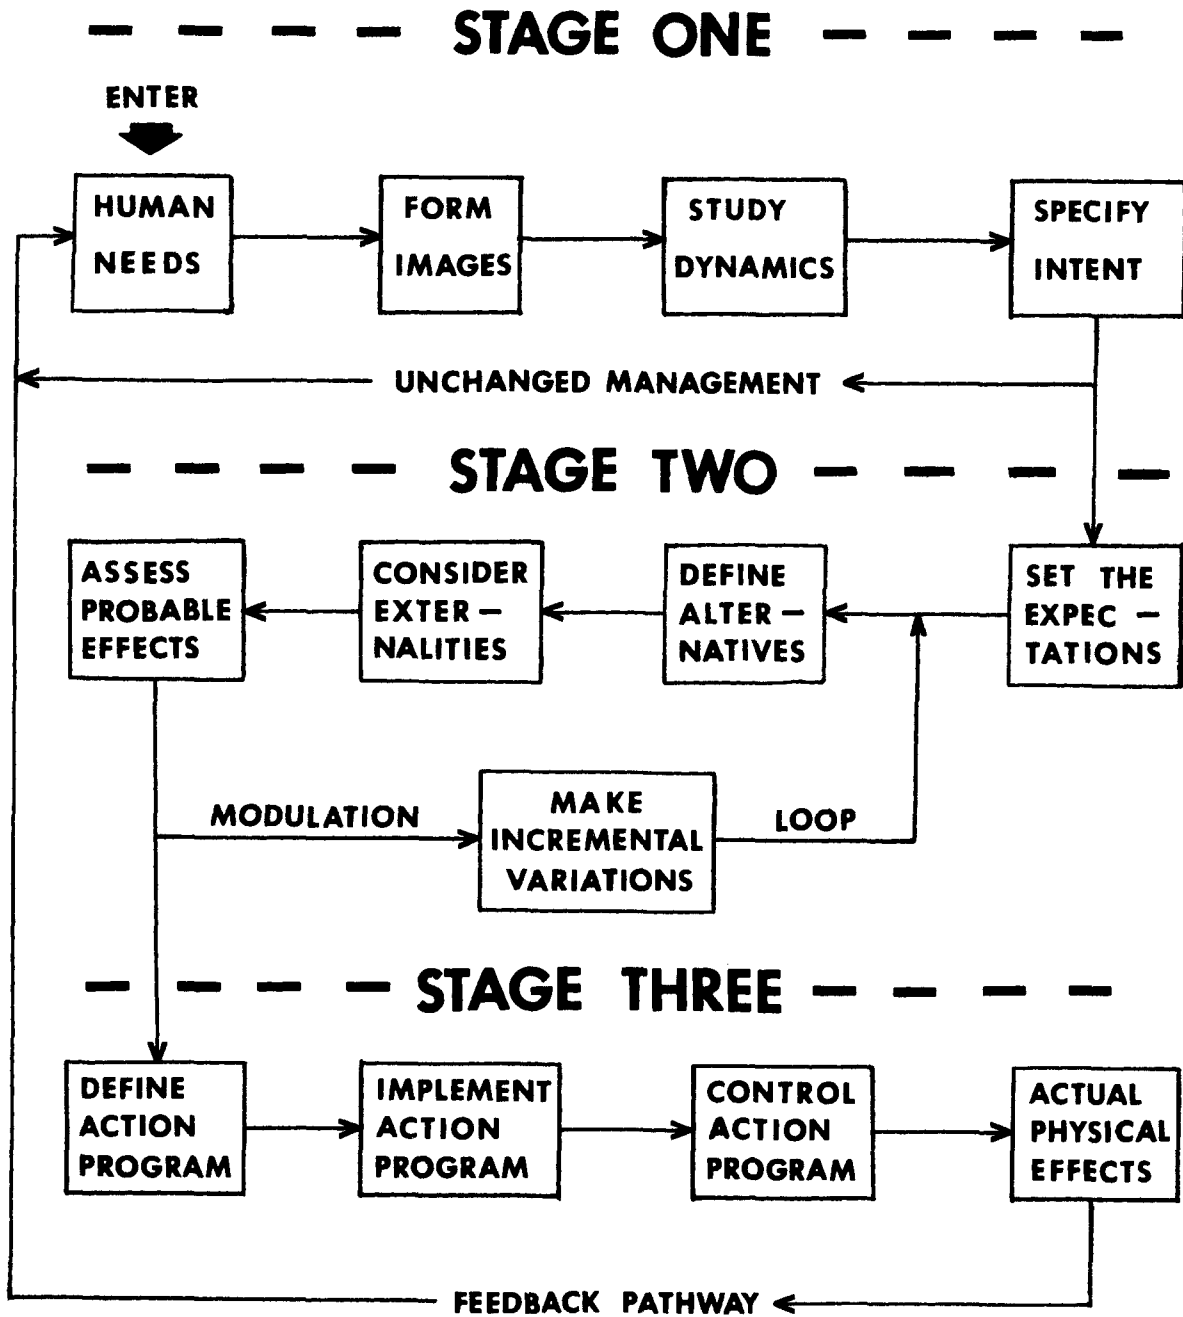 STAGE ONE
ENTER
HUMAN
NEEDS
FORM
IMAGES
STUDY
DYNAMICS
SPECIFY
INTENT
UNCHANGED MANAGEMENT
STAGE TWO
ASSESS
PROBABLE
EFFECTS
CONSIDER
EXTER –
NALITIES
DEFINE
ALTER –
NATIVES
SET THE
EXPEC –
TATIONS
MODULATION
MAKE
INCREMENTAL
VARIATIONS
LOOP
STAGE THREE
DEFINE
ACTION
PROGRAM
IMPLEMENT
ACTION
PROGRAM
CONTROL
ACTION
PROGRAM
ACTUAL
PHYSICAL
EFFECTS
FEEDBACK PATHWAY